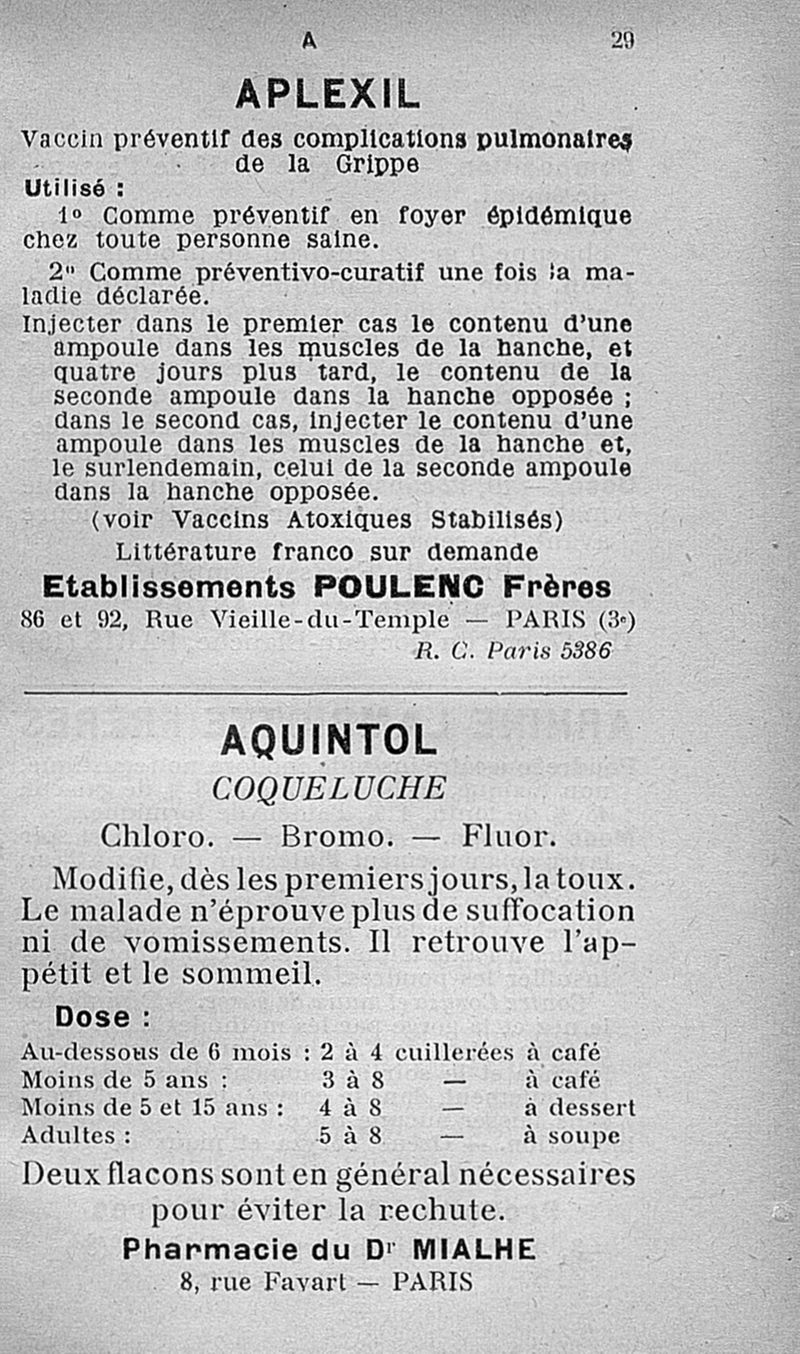 A 29
APLEXIL
Vaccin préventif des complications pulmonaires
de la Grippe
Utilisé :
1º Comme préventif en foyer épidémique
chez toute personne saine.
2º Comme préventivo-curatif une fois la ma-
ladie déclarée.
Injecter dans le premier cas le contenu d'une
ampoule dans les muscles de la hanche, et
quatre jours plus tard, le contenu de la
seconde ampoule dans la hanche opposée ;
dans le second cas, injecter le contenu d'une
ampoule dans les muscles de la hanche et,
le surlendemain, celui de la seconde ampoule
dans la hanche opposée.
(voir Vaccins Atoxiques Stabilisés)
Littérature franco sur demande
Etablissements POULENC Frères
86 et 92, Rue Vieille-du-Temple — PARIS (3e)
R. C. Paris 5386
AQUINTOL
COQUELUCHE
Chloro. — Bromo. — Fluor.
Modifie, dès les premiers jours, la toux.
Le malade n'éprouve plus de suffocation
ni de vomissements. Il retrouve l'ap-
pétit et le sommeil.
Dose :
Au-dessous de 6 mois : 2 à 4 cuillerées à café
Moins de 5 ans : 3 à 8 — à café
Moins de 5 et 15 ans : 4 à 8 — à dessert
Adultes : 5 à 8 — à soupe
Deux flacons sont en général nécessaires
pour éviter la rechute.
Pharmacie du Dr MIALHE
8, rue Favart — PARIS